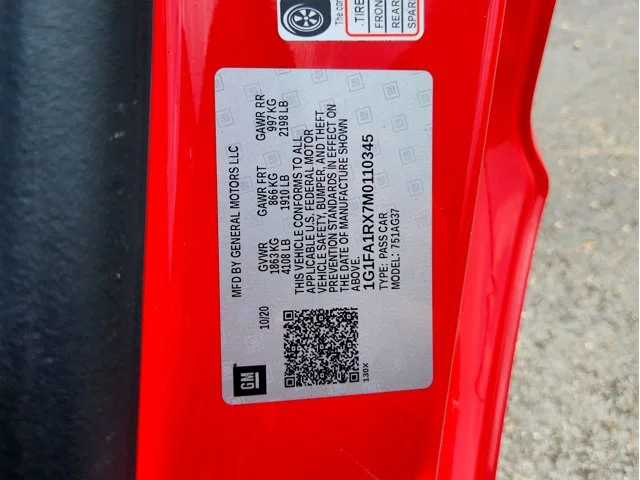 The con
TIRE
FRON
REAR
SPAR
GM
MFD BY GENERAL MOTORS LLC
10/20
GVWR GAWR FRT GAWR RR
1863 KG 866 KG 997 KG
4108 LB 1910 LB 2198 LB
THIS VEHICLE CONFORMS TO ALL
APPLICABLE U.S. FEDERAL MOTOR
VEHICLE SAFETY, BUMPER, AND THEFT
PREVENTION STANDARDS IN EFFECT ON
THE DATE OF MANUFACTURE SHOWN
ABOVE.
1G1FA1RX7M0110345
TYPE: PASS CAR
MODEL: 751AG37
130X